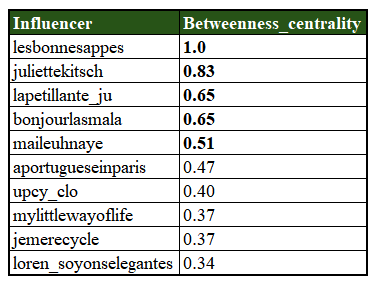 Influencer Betweenness_centrality
lesbonnesappes 1.0
juliettekitsch 0.83
lapetillante_ju 0.65
bonjourlasmala 0.65
maileuhnaye 0.51
aportugueseinparis 0.47
upcy_clo 0.40
mylittlewayoflife 0.37
jemerecycle 0.37
loren_soyonselegantes 0.34